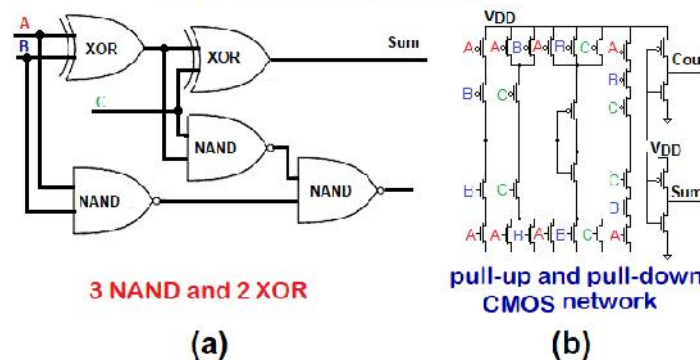 A
B
XOR
XOR
Sum
C
NAND
NAND
NAND
3 NAND and 2 XOR
(a)
VDD
A A B A B C A
Cou
B C B
C
VDD
C
B C B
Sum
A A B A B C A
pull-up and pull-down
CMOS network
(b)